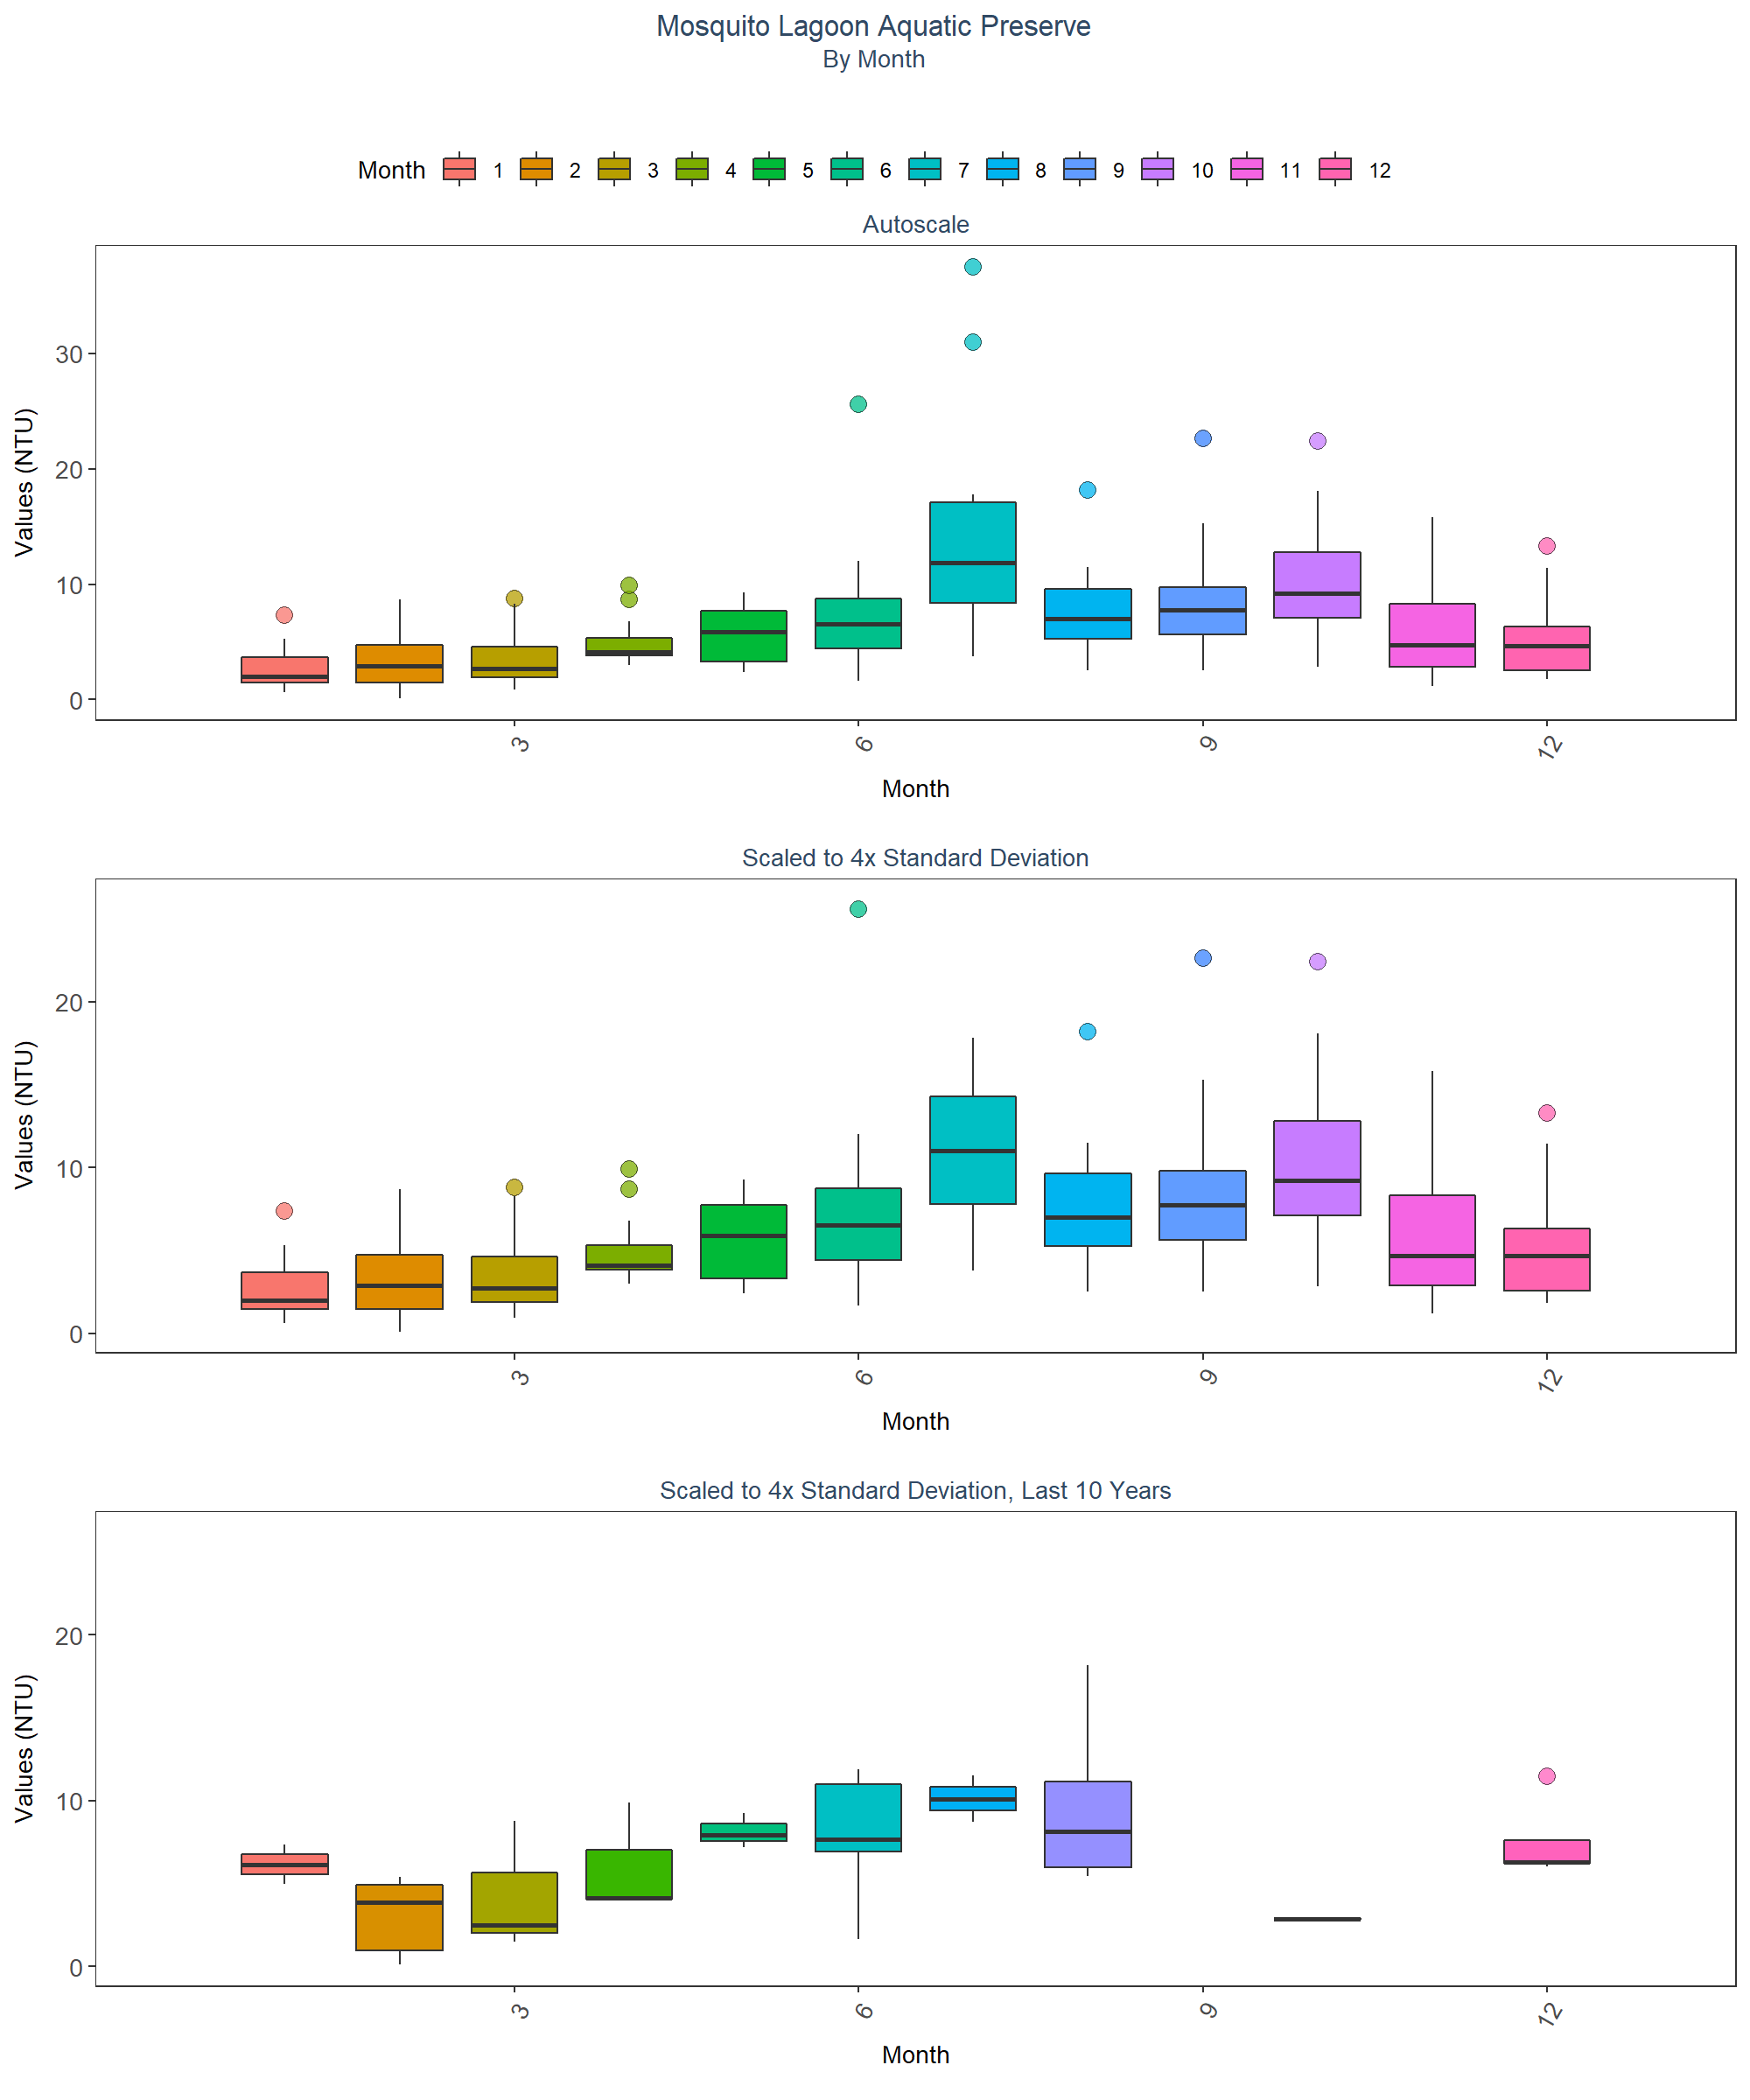 Mosquito Lagoon Aquatic Preserve
By Month
Month 1 2 3 4 5 6 7 8 9 10 11 12
Autoscale
Values (NTU)
30
20
10
0
3 6 9 12
Month
Scaled to 4x Standard Deviation
Values (NTU)
20
10
0
3 6 9 12
Month
Scaled to 4x Standard Deviation, Last 10 Years
Values (NTU)
20
10
0
3 6 9 12
Month